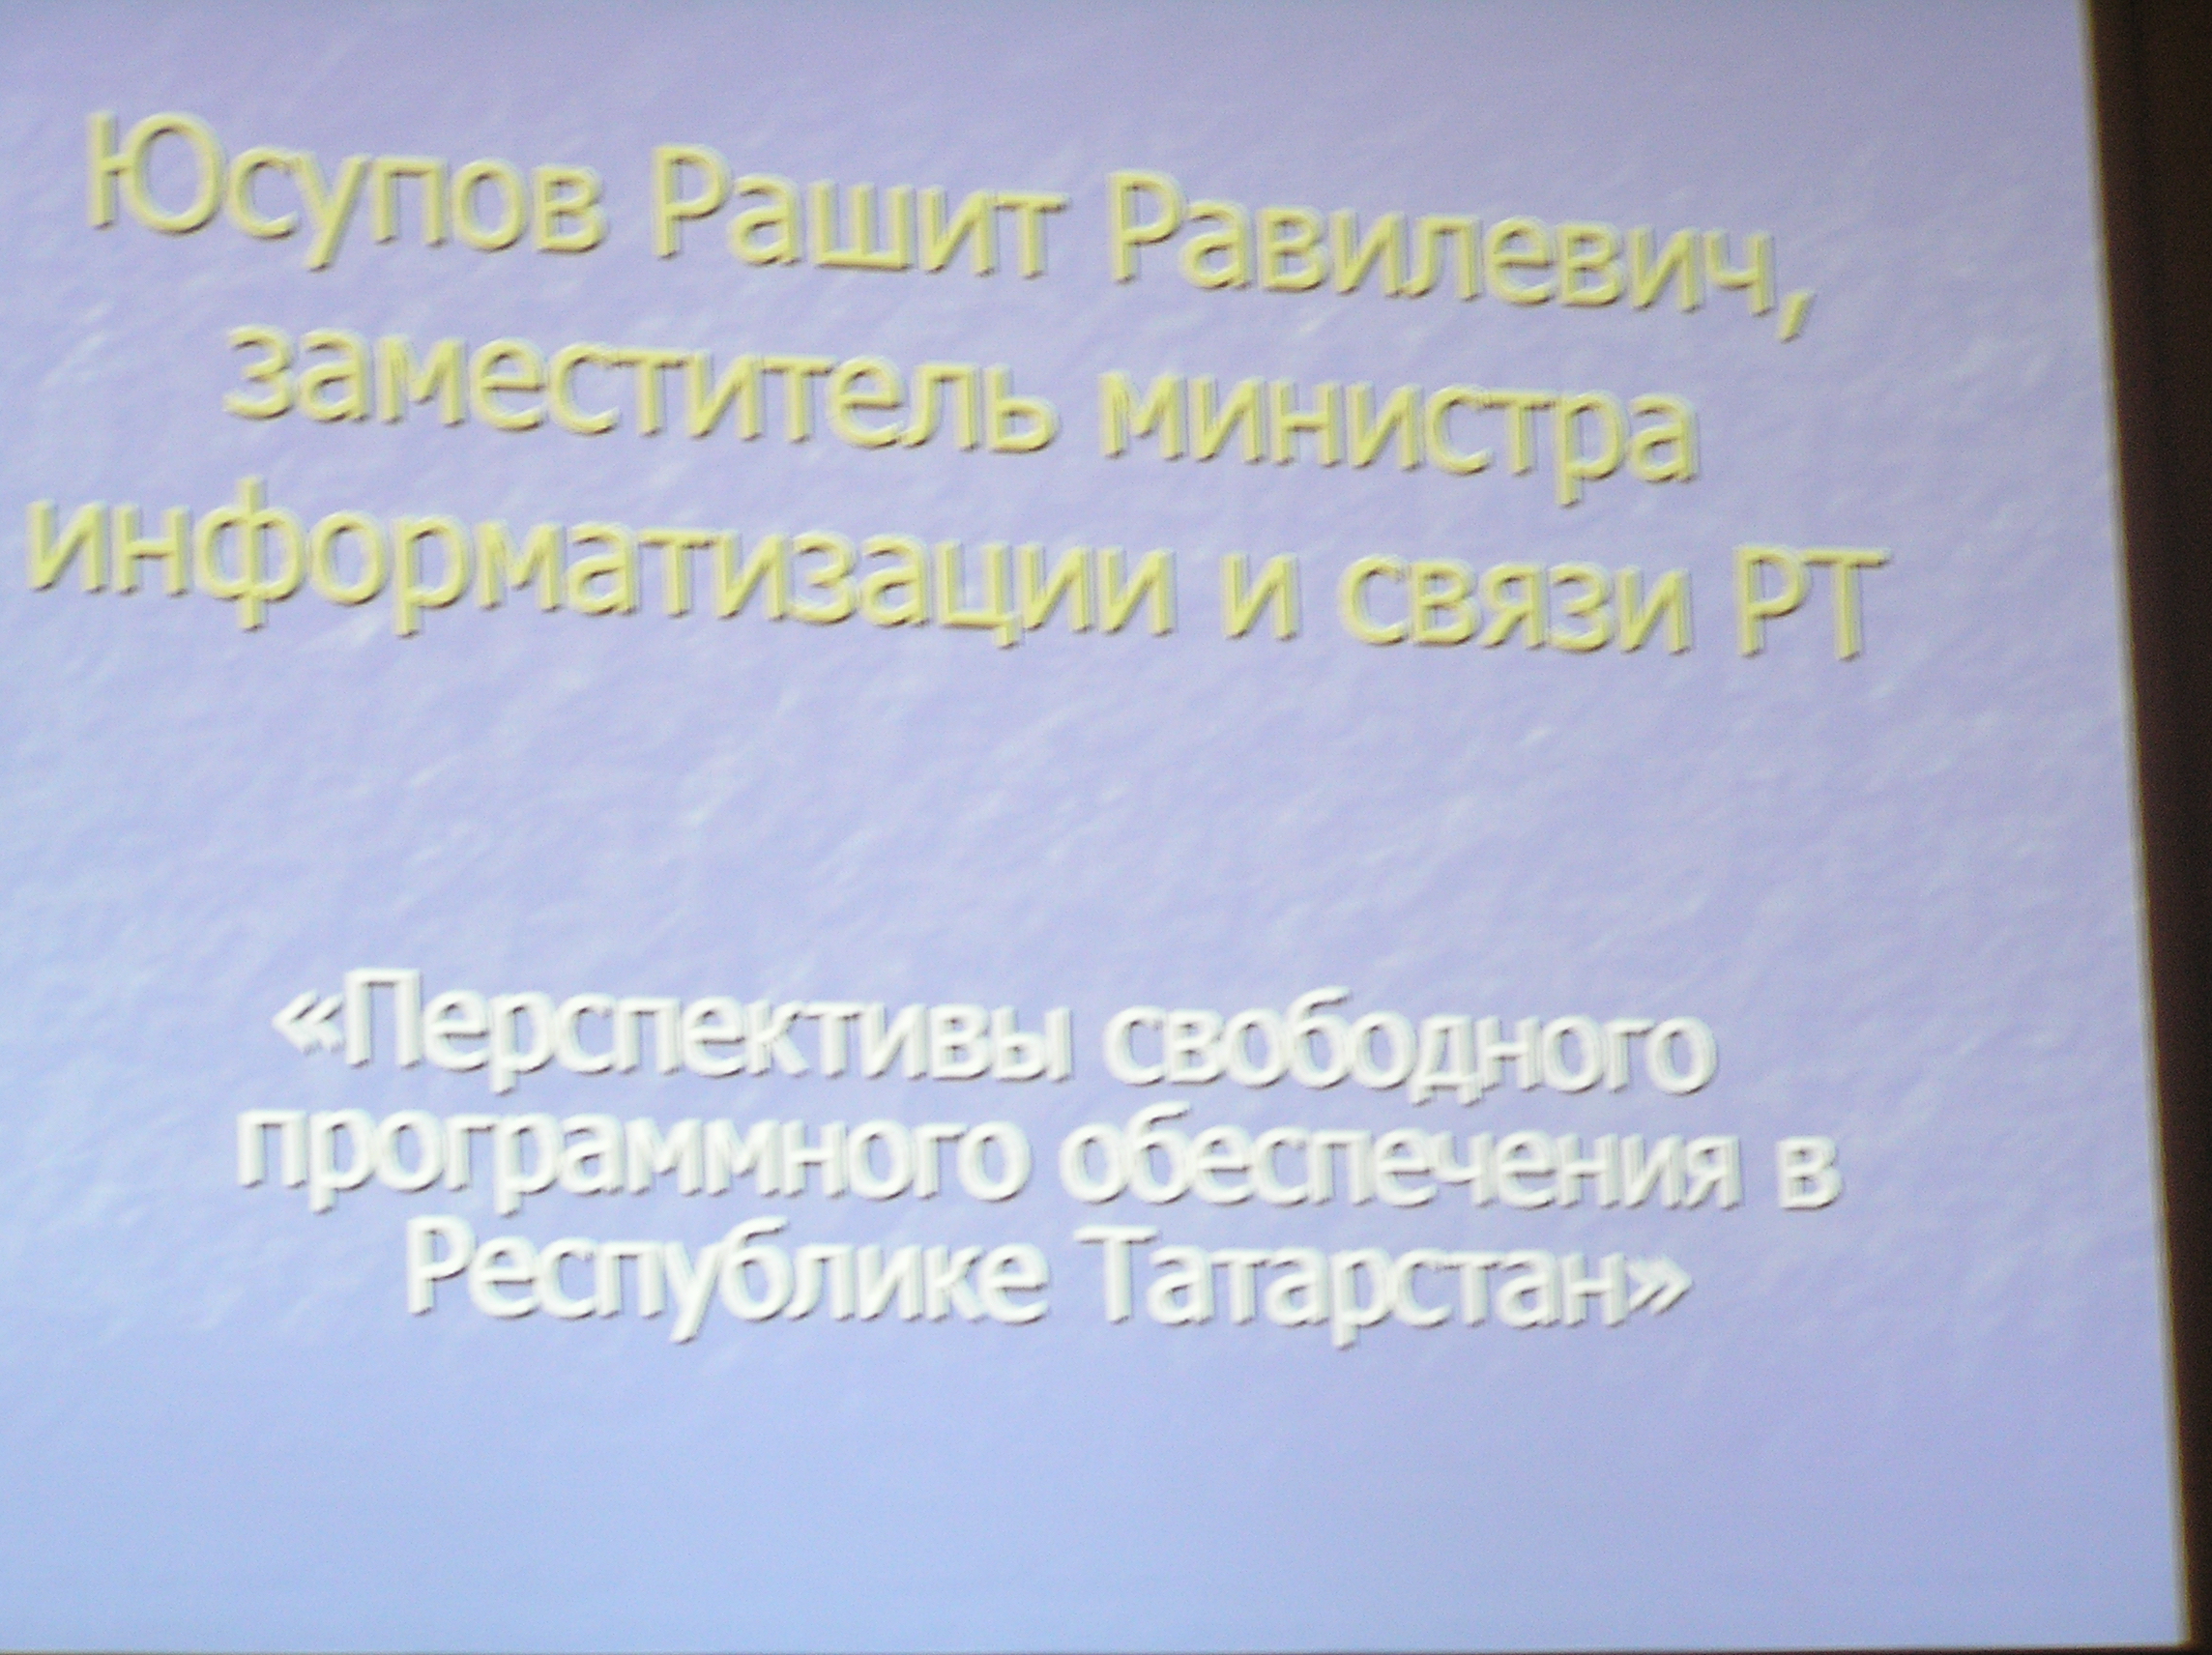 Юсупов Рашит Равилевич,
заместитель министра
информатизации и связи РТ
«Перспективы свободного
программного обеспечения в
Республике Татарстан»